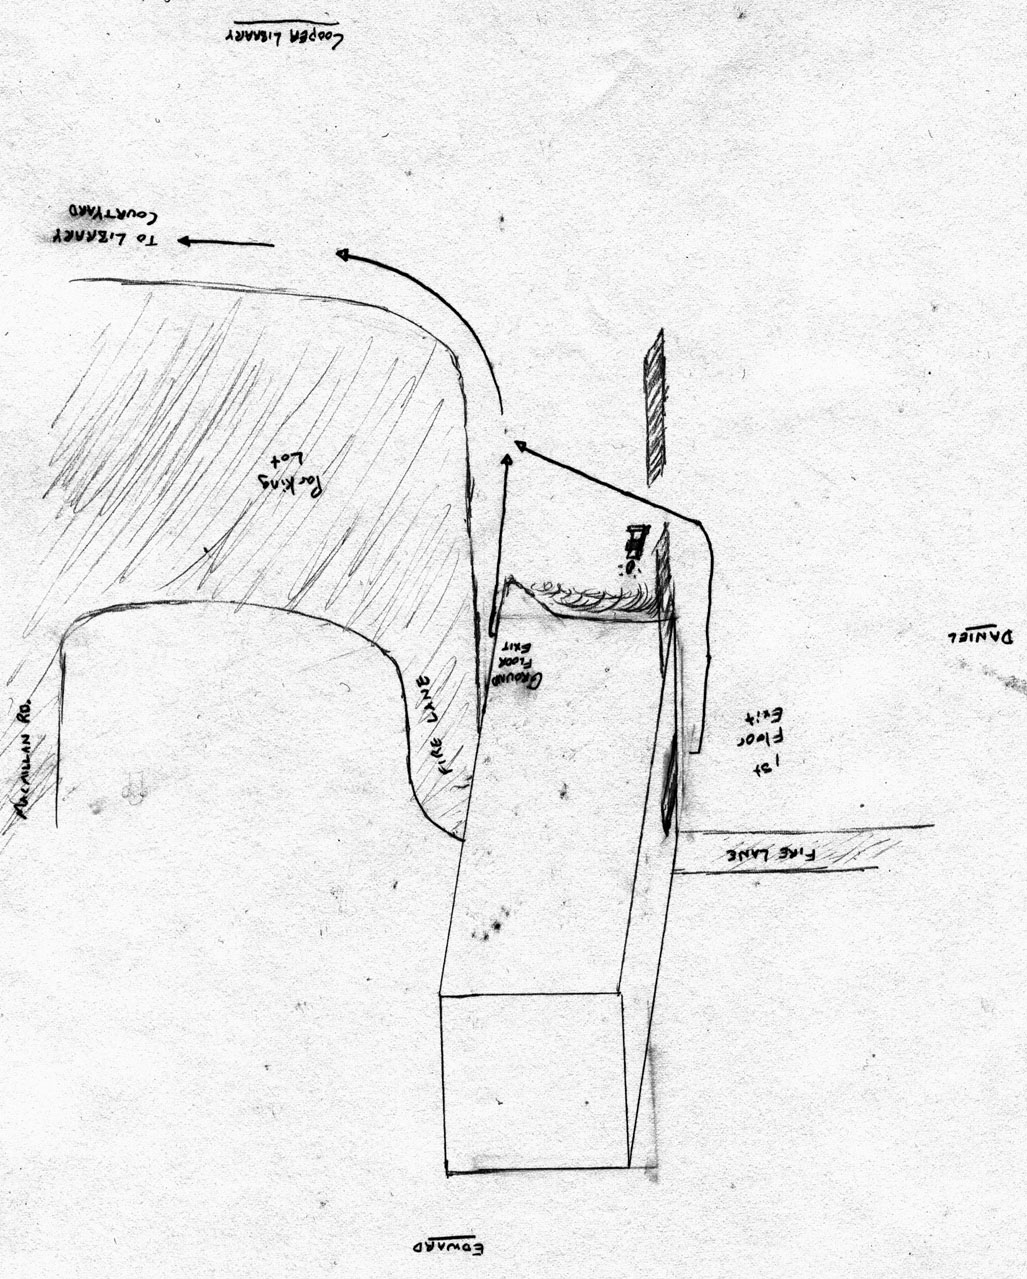 EDWARD
FIRE LANE
1st
Floor
Exit
DANIEL
GROUND
FLOOR
EXIT
FIRE LANE
MACMILLAN RD.
Parking
Lot
TO LIBRARY
COURTYARD
COOPER LIBRARY